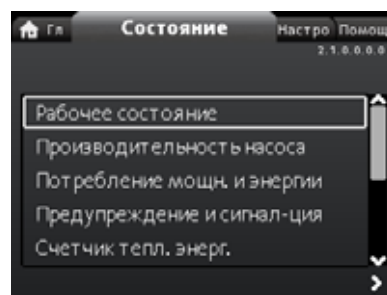 Гл Состояние Настро Помощ
2.1.0.0.0.0
Рабочее состояние
Производительность насоса
Потребление мощн. и энергии
Предупреждение и сигнал-ция
Счетчик тепл. энерг.